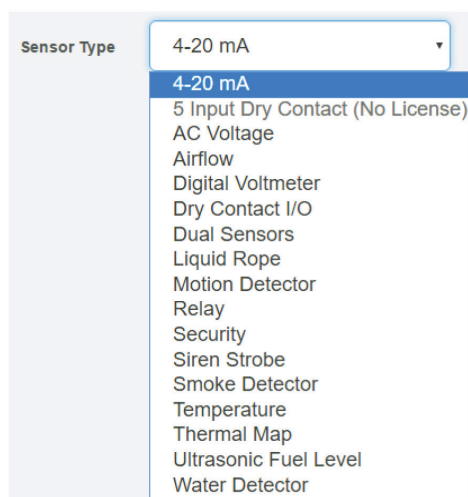 Sensor Type
4-20 mA
4-20 mA
5 Input Dry Contact (No License)
AC Voltage
Airflow
Digital Voltmeter
Dry Contact I/O
Dual Sensors
Liquid Rope
Motion Detector
Relay
Security
Siren Strobe
Smoke Detector
Temperature
Thermal Map
Ultrasonic Fuel Level
Water Detector